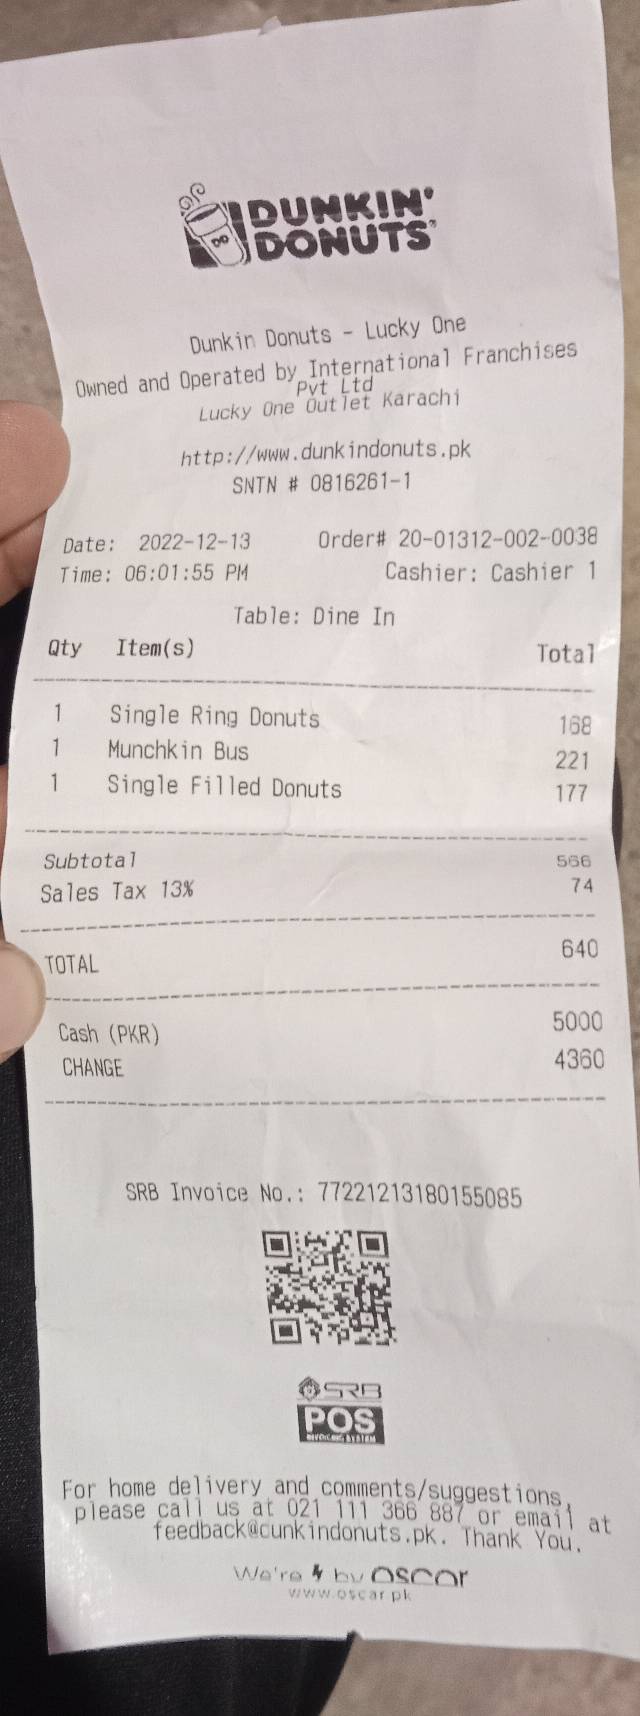 DUNKIN'
DONUTS®
Dunkin Donuts - Lucky One
Owned and Operated by International Franchises
Pvt Ltd
Lucky One Outlet Karachi
http://www.dunkindonuts.pk
SNTN # 0816261-1
Date: 2022-12-13 Order# 20-01312-002-0038
Time: 06:01:55 PM Cashier: Cashier 1
Table: Dine In
Qty Item(s) Total
1 Single Ring Donuts 168
1 Munchkin Bus 221
1 Single Filled Donuts 177
Subtotal 566
Sales Tax 13% 74
TOTAL 640
Cash (PKR) 5000
CHANGE 4360
SRB Invoice No.: 77221213180155085
SRB
POS
INVOICING SYSTEM
For home delivery and comments/suggestions,
please call us at 021 111 366 887 or email at
feedback@cunkindonuts.pk. Thank You.
We're by oscar
www.oscar.pk